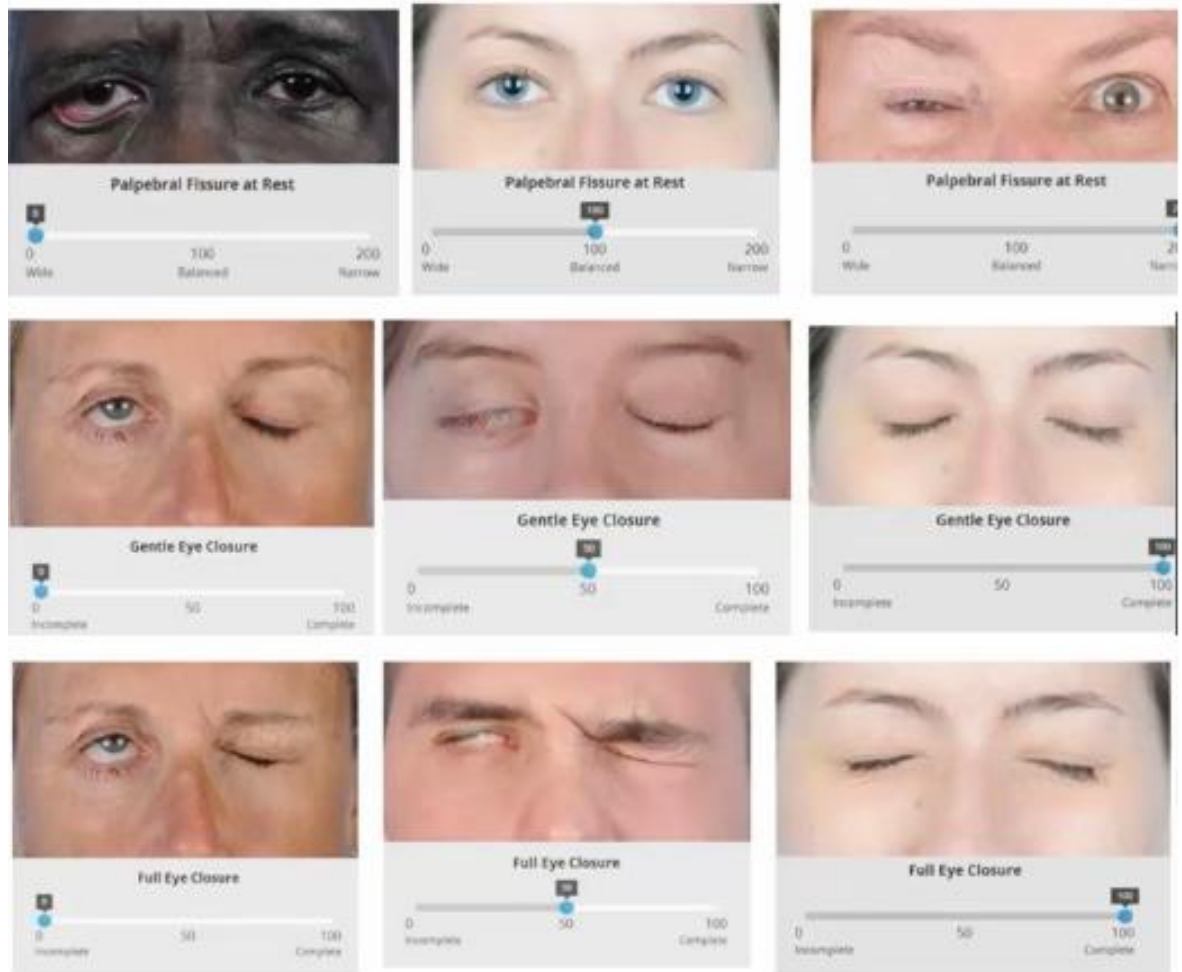 Palpebral Fissure at Rest
0
0 100 200
Wide Balanced Narrow
Palpebral Fissure at Rest
100
0 100 200
Wide Balanced Narrow
Palpebral Fissure at Rest
0 100
Wide Balanced
Gentle Eye Closure
0
0 50 100
Incomplete Complete
Gentle Eye Closure
50
0 50 100
Incomplete Complete
Gentle Eye Closure
100
0 50 100
Incomplete Complete
Full Eye Closure
0
0 50 100
Incomplete Complete
Full Eye Closure
50
0 50 100
Incomplete Complete
Full Eye Closure
100
0 50 100
Incomplete Complete